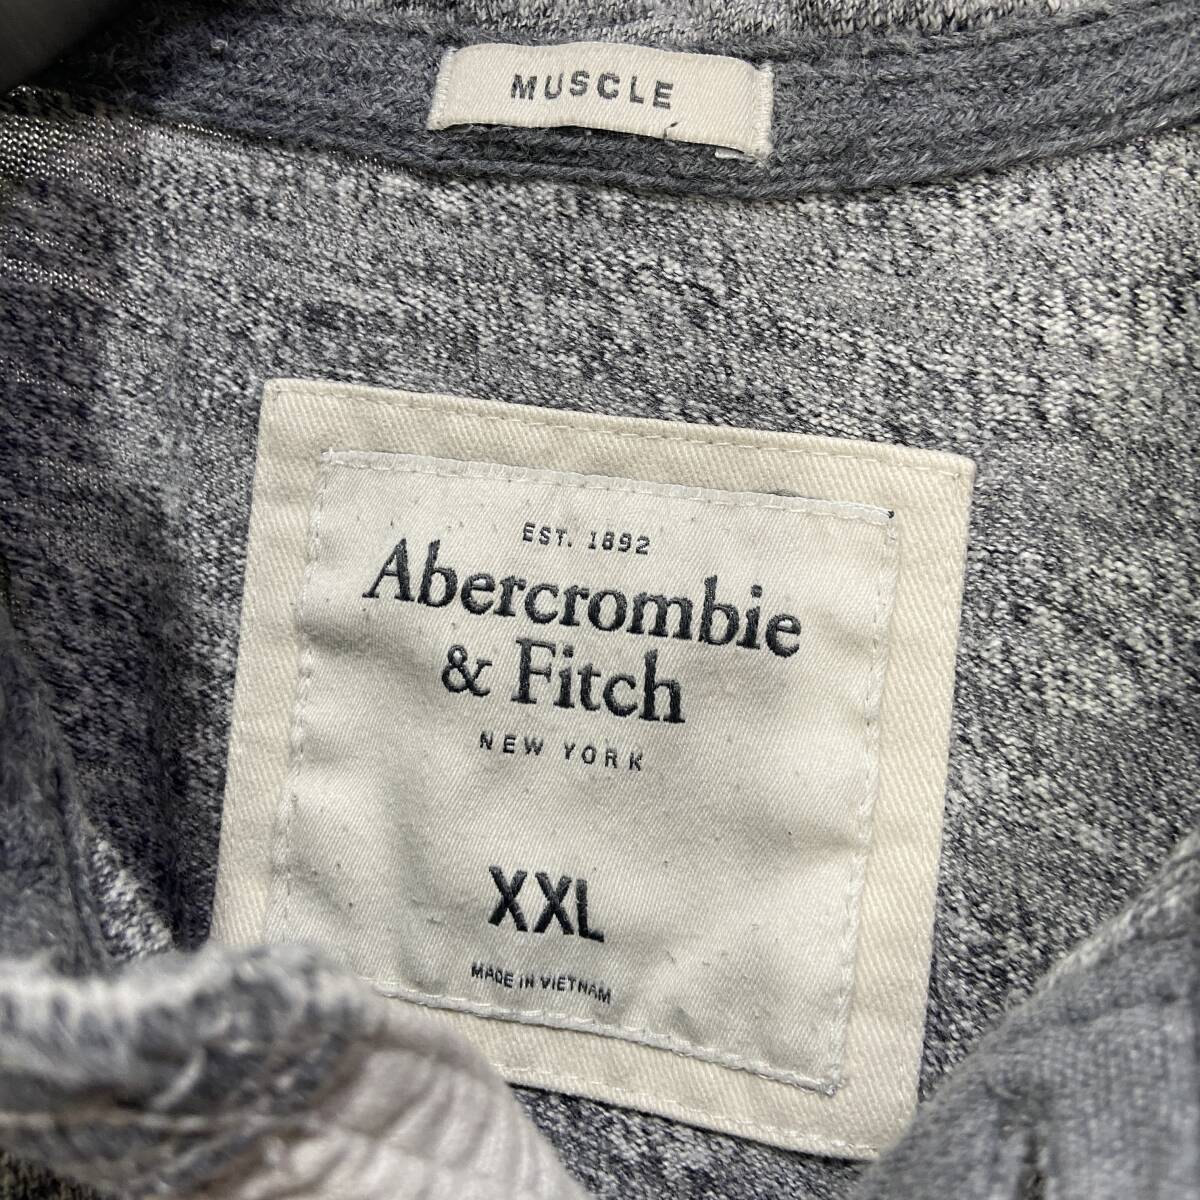 MUSCLE
EST. 1892
Abercrombie
& Fitch
NEW YORK
XXL
MADE IN VIETNAM